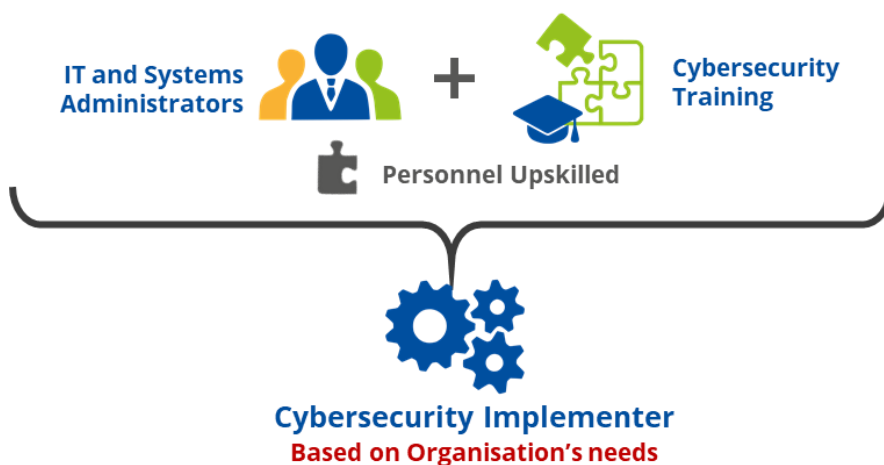 IT and Systems
Administrators
Cybersecurity
Training
Personnel Upskilled
Cybersecurity Implementer
Based on Organisation's needs